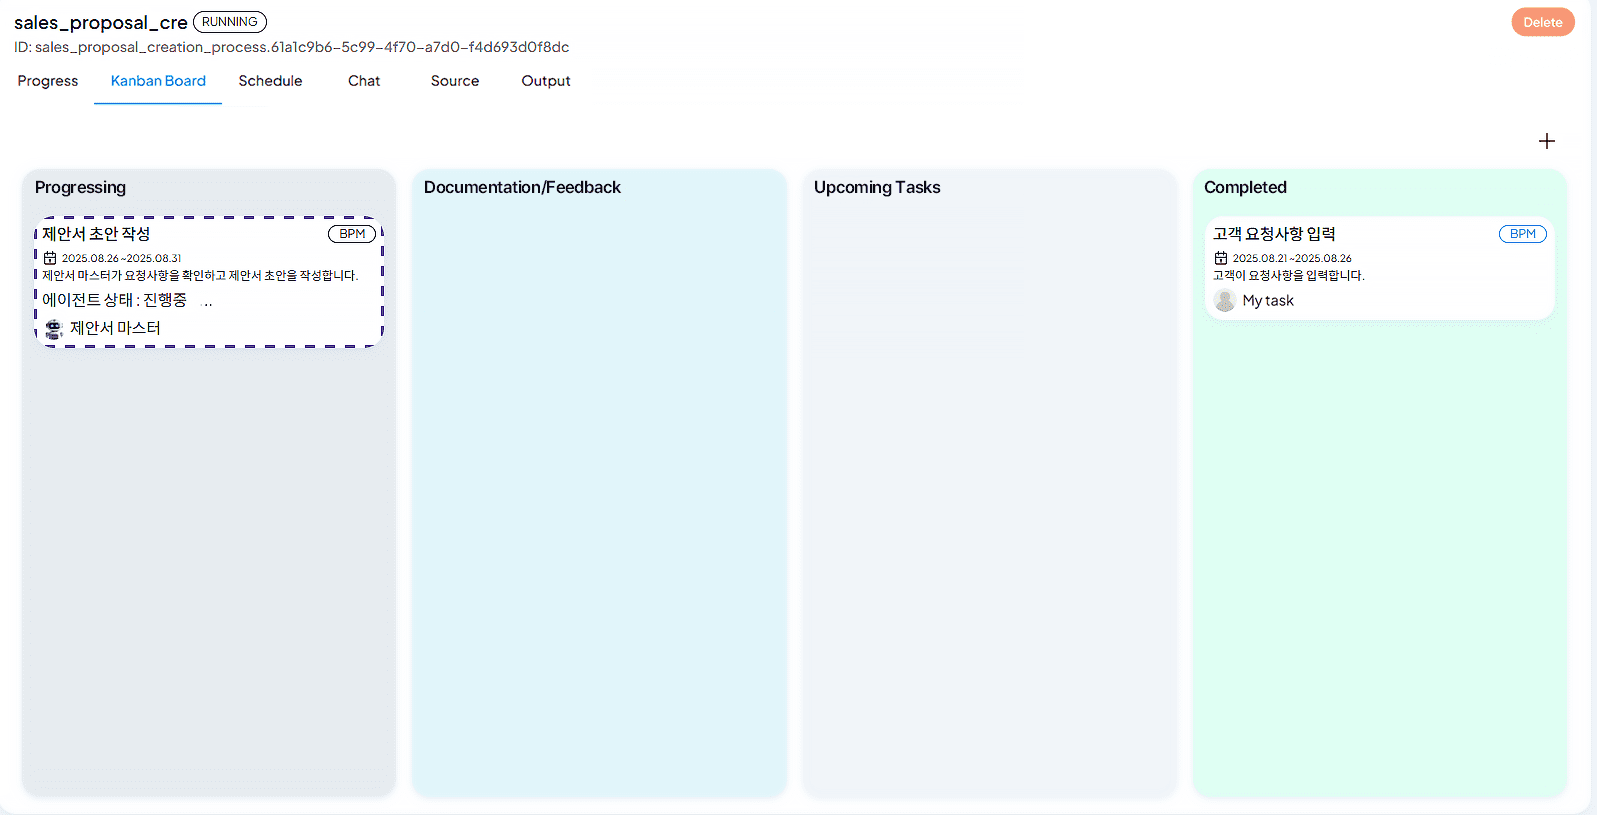 sales_proposal_cre RUNNING
Delete
ID: sales_proposal_creation_process.61a1c9b6-5c99-4f70-a7d0-f4d693d0f8dc
Progress Kanban Board Schedule Chat Source Output
Progressing
제안서 초안 작성 BPM
2025.08.26 ~2025.08.31
제안서 마스터가 요청사항을 확인하고 제안서 초안을 작성합니다.
에이전트 상태 : 진행중 ...
제안서 마스터
Documentation/Feedback
Upcoming Tasks
Completed
고객 요청사항 입력 BPM
2025.08.21 ~2025.08.26
고객이 요청사항을 입력합니다.
My task